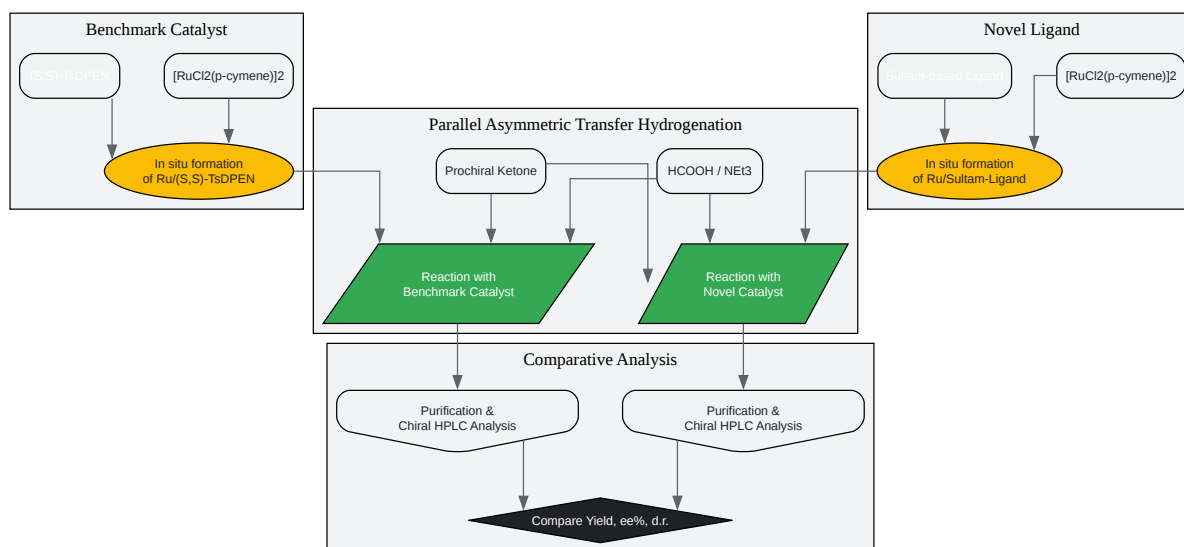 Benchmark Catalyst
(S,S)-TsDPEN
[RuCl2(p-cymene)]2
In situ formation
of Ru/(S,S)-TsDPEN
Novel Ligand
Sultam-based Ligand
[RuCl2(p-cymene)]2
In situ formation
of Ru/Sultam-Ligand
Parallel Asymmetric Transfer Hydrogenation
Prochiral Ketone
HCOOH / NEt3
Reaction with
Benchmark Catalyst
Reaction with
Novel Catalyst
Comparative Analysis
Purification &
Chiral HPLC Analysis
Purification &
Chiral HPLC Analysis
Compare Yield, ee%, d.r.